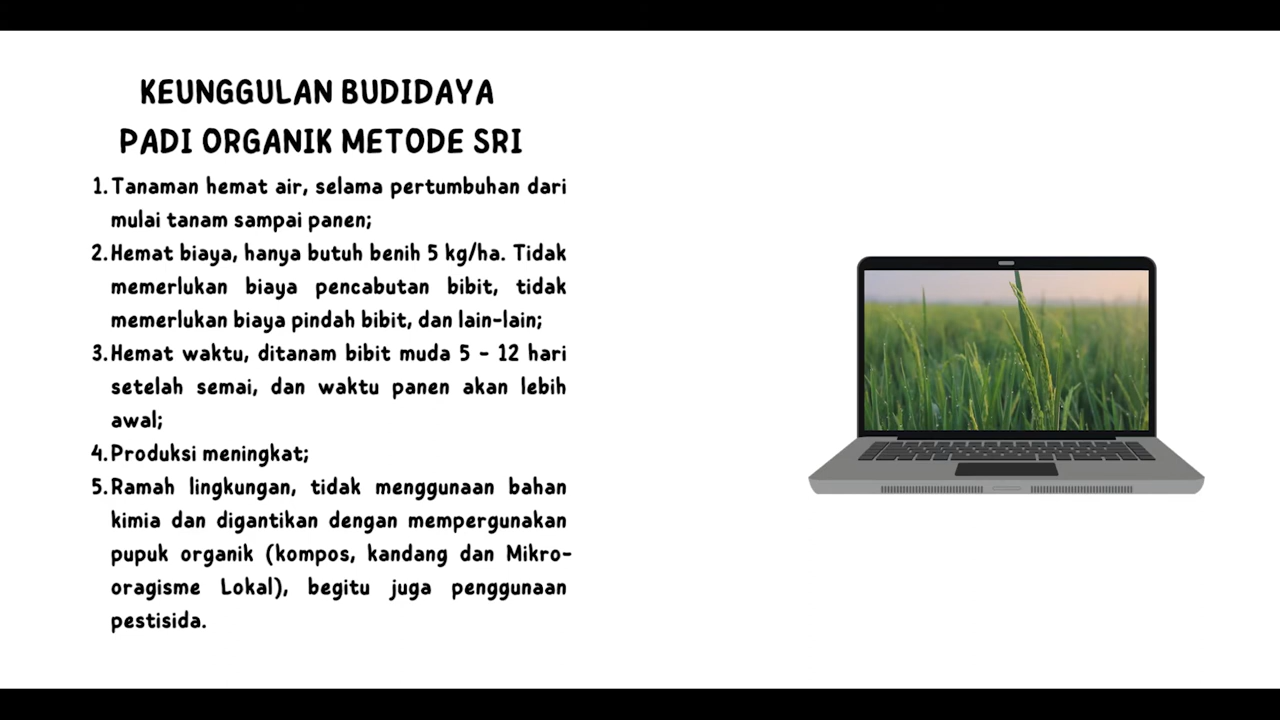 KEUNGGULAN BUDIDAYA
PADI ORGANIK METODE SRI
1. Tanaman hemat air, selama pertumbuhan dari
mulai tanam sampai panen;
2. Hemat biaya, hanya butuh benih 5 kg/ha. Tidak
memerlukan biaya pencabutan bibit, tidak
memerlukan biaya pindah bibit, dan lain-lain;
3. Hemat waktu, ditanam bibit muda 5 - 12 hari
setelah semai, dan waktu panen akan lebih
awal;
4. Produksi meningkat;
5. Ramah lingkungan, tidak menggunaan bahan
kimia dan digantikan dengan mempergunakan
pupuk organik (kompos, kandang dan Mikro-
oragisme Lokal), begitu juga penggunaan
pestisida.